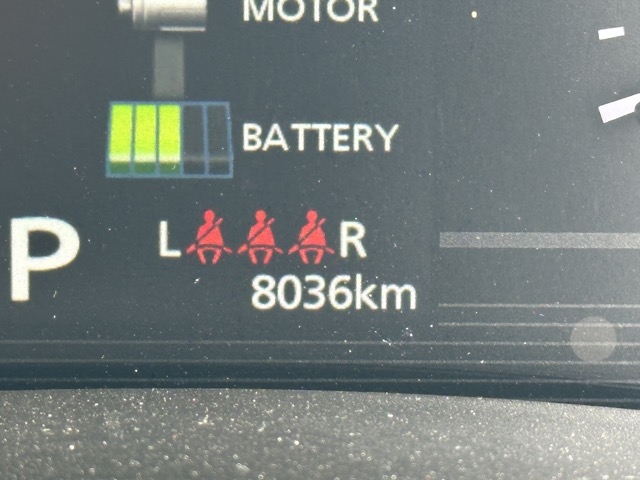 MOTOR
BATTERY
P
L R
8036km